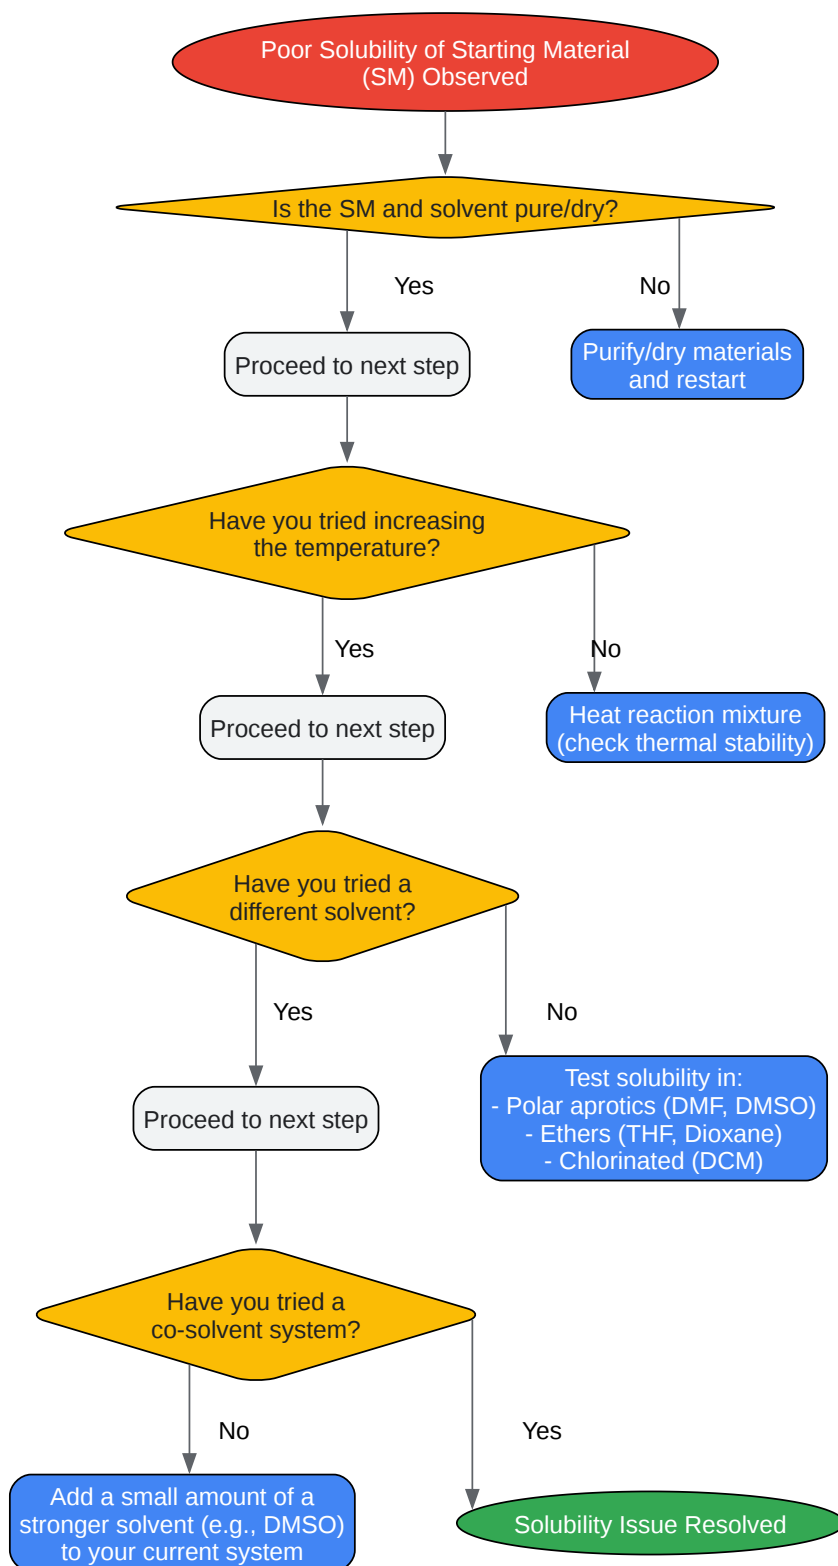 Poor Solubility of Starting Material
(SM) Observed
Is the SM and solvent pure/dry?
Yes
No
Proceed to next step
Purify/dry materials
and restart
Have you tried increasing
the temperature?
Yes
No
Proceed to next step
Heat reaction mixture
(check thermal stability)
Have you tried a
different solvent?
Yes
No
Proceed to next step
Test solubility in:
- Polar aprotics (DMF, DMSO)
- Ethers (THF, Dioxane)
- Chlorinated (DCM)
Have you tried a
co-solvent system?
No
Yes
Add a small amount of a
stronger solvent (e.g., DMSO)
to your current system
Solubility Issue Resolved